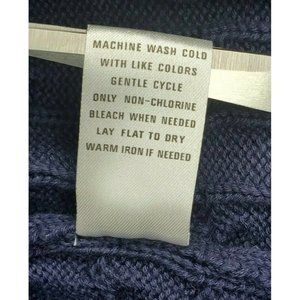 MACHINE WASH COLD
WITH LIKE COLORS
GENTLE CYCLE
ONLY NON-CHLORINE
BLEACH WHEN NEEDED
LAY FLAT TO DRY
WARM IRON IF NEEDED